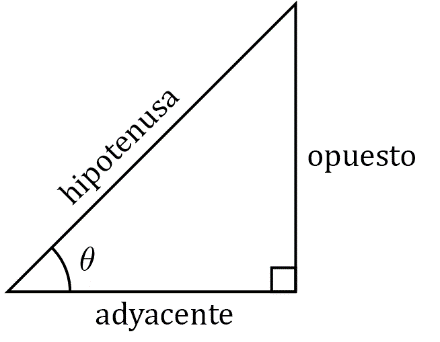 hipotenusa
opuesto
θ
adyacente